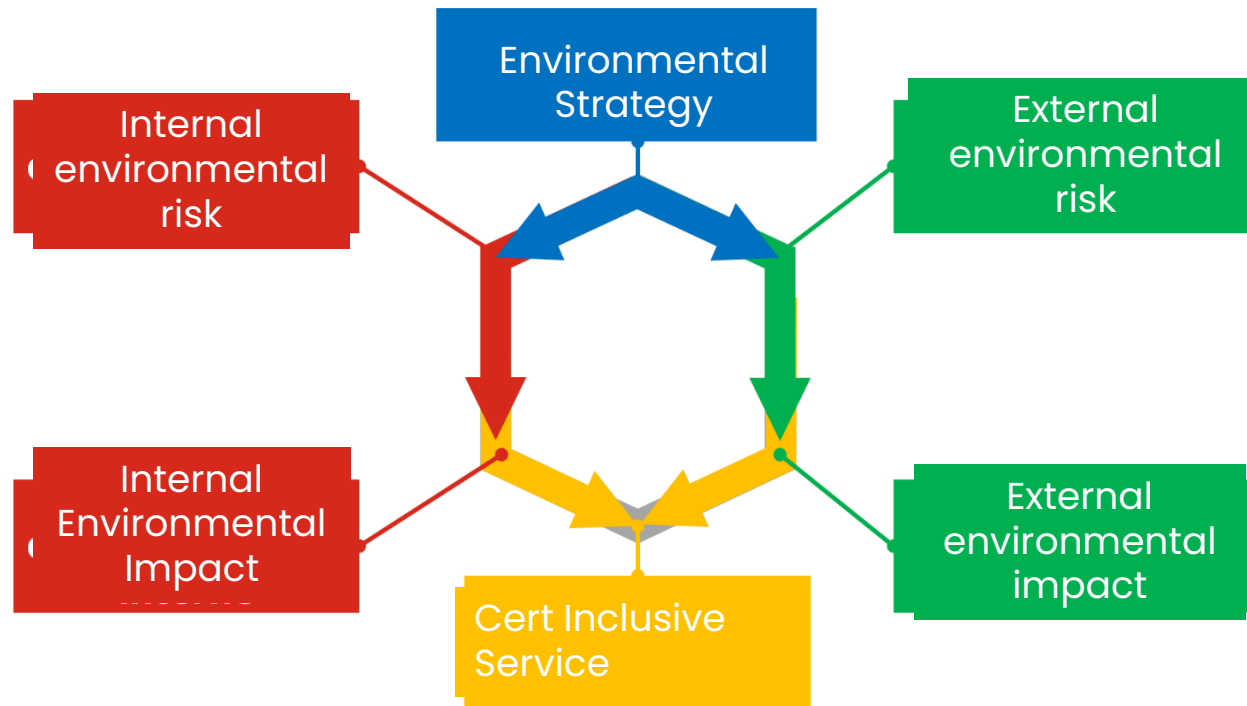 Environmental
Strategy
Internal
environmental
risk
External
environmental
risk
Internal
Environmental
Impact
External
environmental
impact
Cert Inclusive
Service